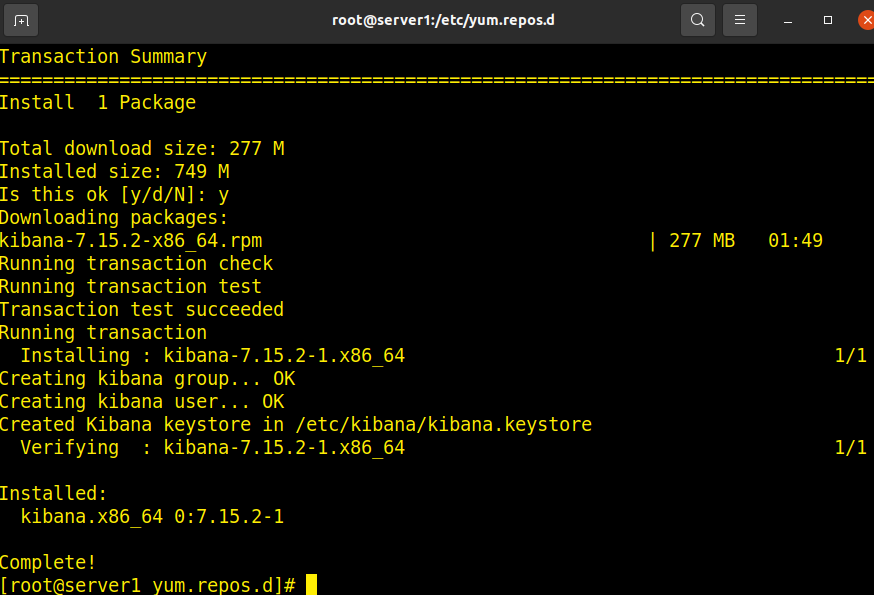 root@server1:/etc/yum.repos.d
Transaction Summary
================================================================================
Install  1 Package
Total download size: 277 M
Installed size: 749 M
Is this ok [y/d/N]: y
Downloading packages:
kibana-7.15.2-x86_64.rpm                                   | 277 MB   01:49
Running transaction check
Running transaction test
Transaction test succeeded
Running transaction
  Installing : kibana-7.15.2-1.x86_64                                       1/1
Creating kibana group... OK
Creating kibana user... OK
Created Kibana keystore in /etc/kibana/kibana.keystore
  Verifying  : kibana-7.15.2-1.x86_64                                       1/1
Installed:
  kibana.x86_64 0:7.15.2-1
Complete!
[root@server1 yum.repos.d]#